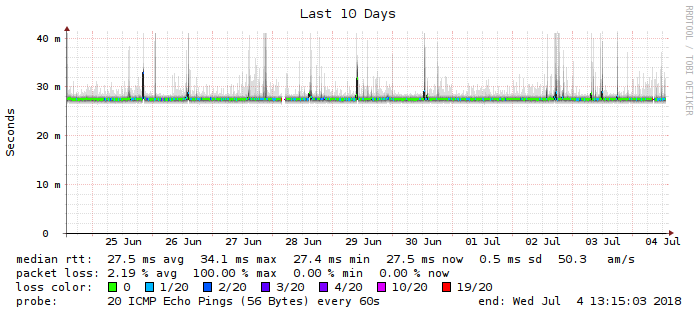 Last 10 Days
RRDTOOL / TOBI OETIKER
Seconds
40 m
30 m
20 m
10 m
0
25 Jun 26 Jun 27 Jun 28 Jun 29 Jun 30 Jun 01 Jul 02 Jul 03 Jul 04 Jul
median rtt: 27.5 ms avg 34.1 ms max 27.4 ms min 27.5 ms now 0.5 ms sd 50.3 am/s
packet loss: 2.19 % avg 100.00 % max 0.00 % min 0.00 % now
loss color: 0 1/20 2/20 3/20 4/20 10/20 19/20
probe: 20 ICMP Echo Pings (56 Bytes) every 60s end: Wed Jul 4 13:15:03 2018